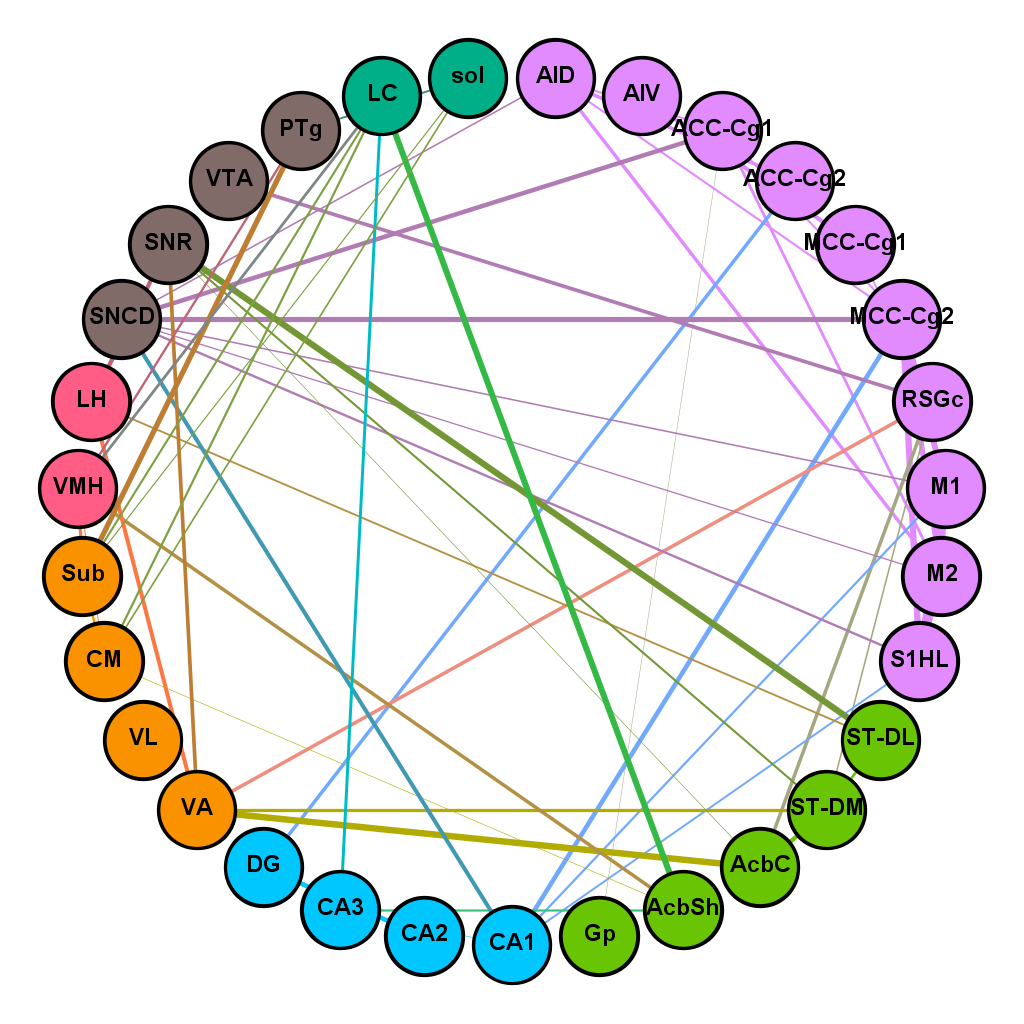 sol
AID
LC
AIV
PTg
ACC-Cg1
VTA
ACC-Cg2
SNR
MCC-Cg1
SNCD
MCC-Cg2
LH
RSGc
VMH
M1
Sub
M2
CM
S1HL
VL
ST-DL
VA
ST-DM
DG
AcbC
CA3
AcbSh
CA2
Gp
CA1